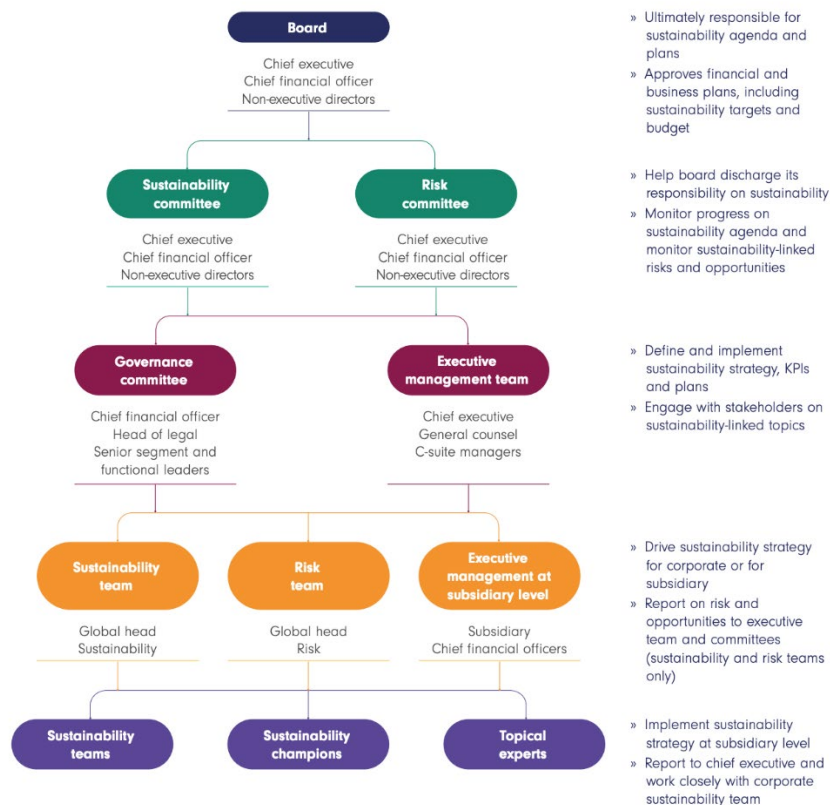 Board
Chief executive
Chief financial officer
Non-executive directors
» Ultimately responsible for
sustainability agenda and
plans
» Approves financial and
business plans, including
sustainability targets and
budget
Sustainability
committee
Chief executive
Chief financial officer
Non-executive directors
Risk
committee
Chief executive
Chief financial officer
Non-executive directors
» Help board discharge its
responsibility on sustainability
» Monitor progress on
sustainability agenda and
monitor sustainability-linked
risks and opportunities
Governance
committee
Chief financial officer
Head of legal
Senior segment and
functional leaders
Executive
management team
Chief executive
General counsel
C-suite managers
» Define and implement
sustainability strategy, KPIs
and plans
» Engage with stakeholders on
sustainability-linked topics
Sustainability
team
Global head
Sustainability
Risk
team
Global head
Risk
Executive
management at
subsidiary level
Subsidiary
Chief financial officers
» Drive sustainability strategy
for corporate or for
subsidiary
» Report on risk and
opportunities to executive
team and committees
(sustainability and risk teams
only)
Sustainability
teams
Sustainability
champions
Topical
experts
» Implement sustainability
strategy at subsidiary level
» Report to chief executive and
work closely with corporate
sustainability team